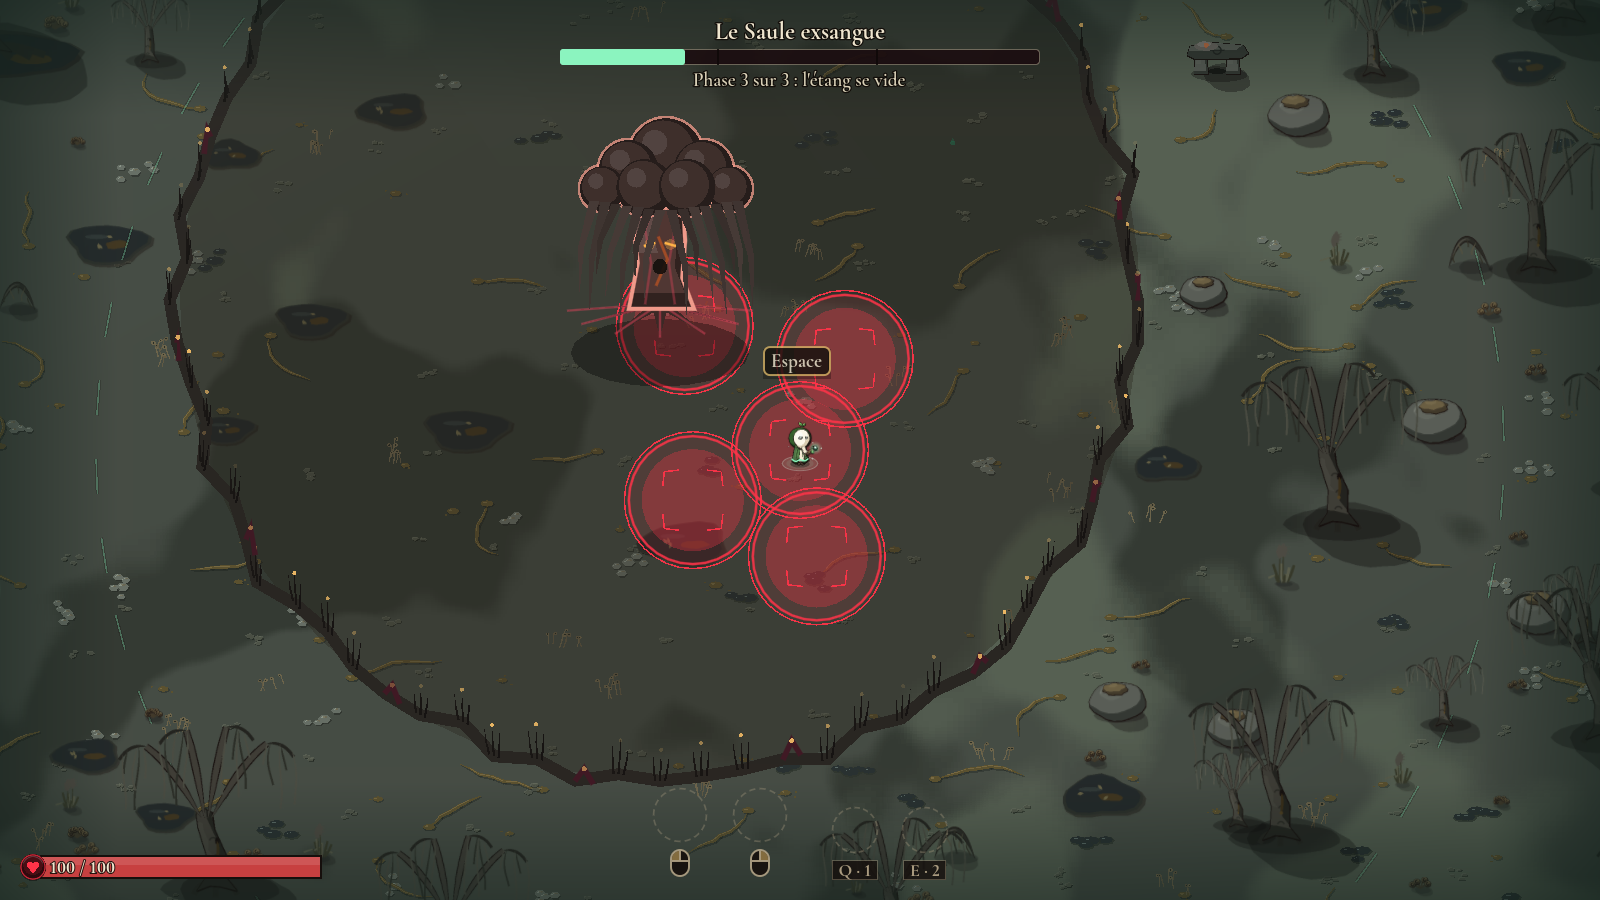 Le Saule exsangue
Phase 3 sur 3 : l'étang se vide
Espace
100 / 100
Q · 1
E · 2